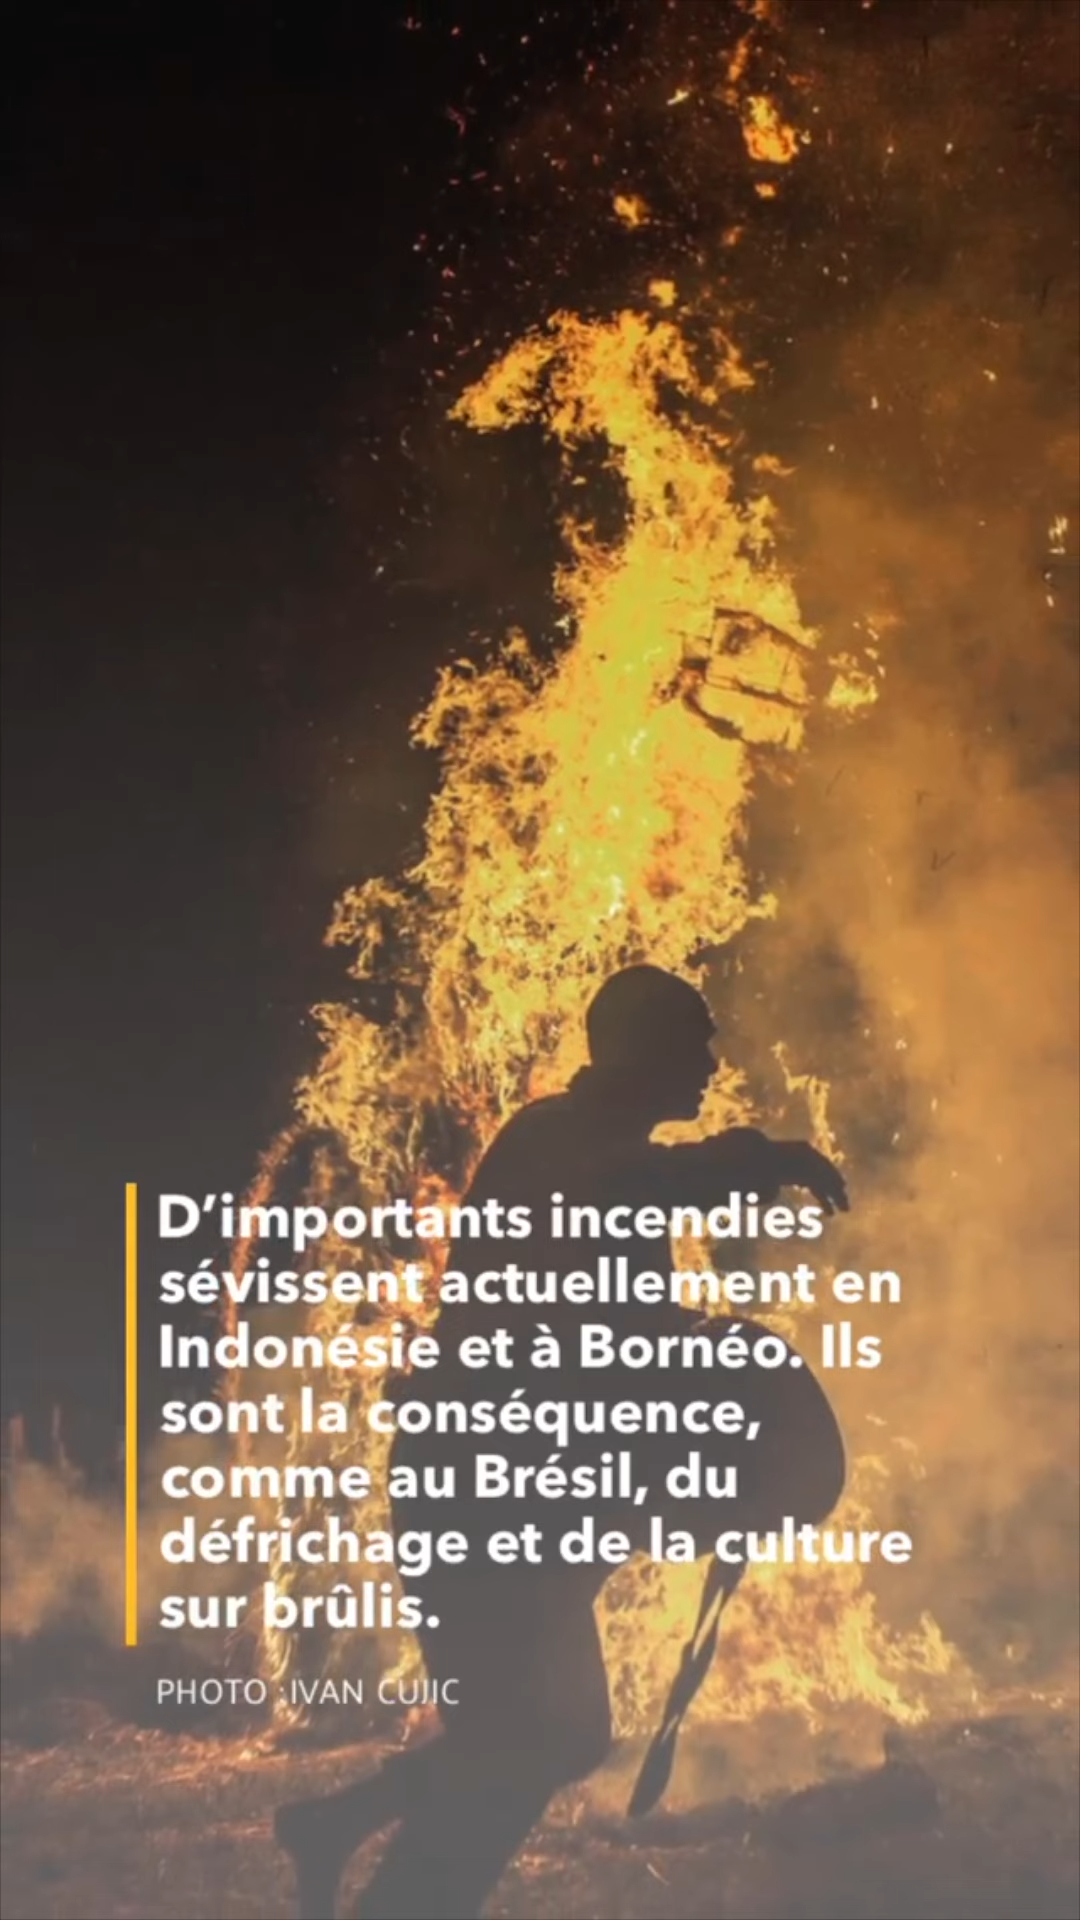 D’importants incendies
sévissent actuellement en
Indonésie et à Bornéo. Ils
sont la conséquence,
comme au Brésil, du
défrichage et de la culture
sur brûlis.
PHOTO :IVAN CUJIC